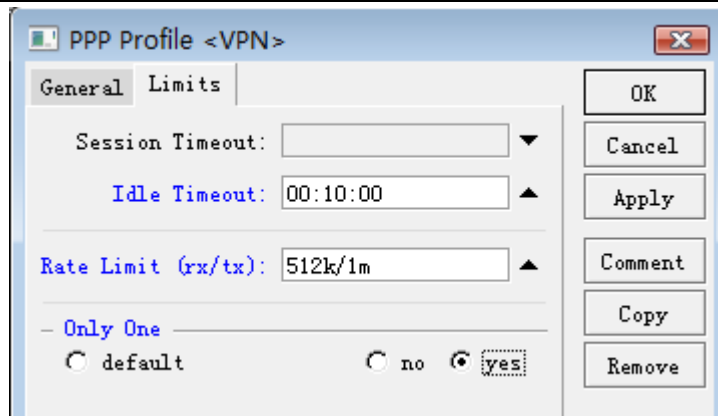 PPP Profile <VPN>
General Limits
OK
Session Timeout:
Cancel
Idle Timeout: 00:10:00
Apply
Rate Limit (rx/tx): 512k/1m
Comment
Copy
Only One
default no yes
Remove